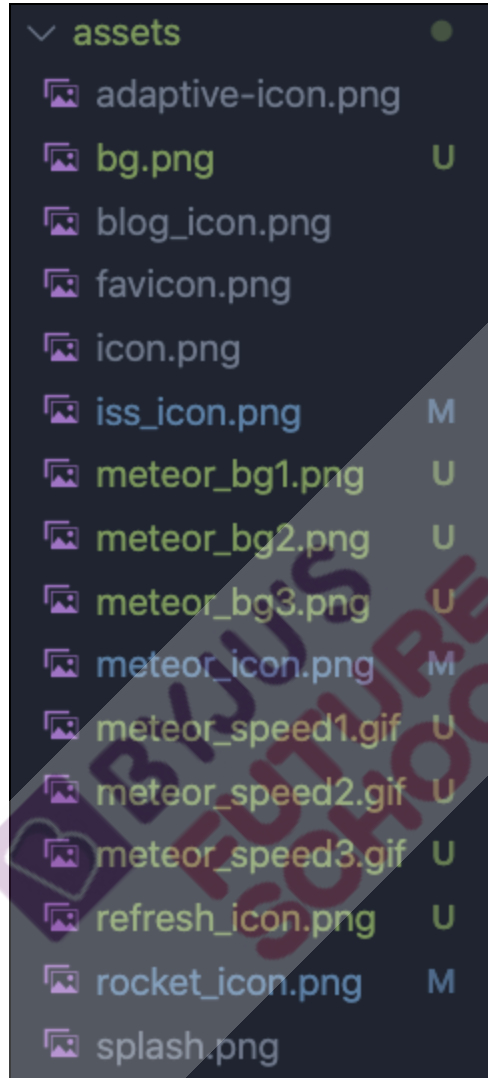 assets
adaptive-icon.png
bg.png U
blog_icon.png
favicon.png
icon.png
iss_icon.png M
meteor_bg1.png U
meteor_bg2.png U
meteor_bg3.png U
meteor_icon.png M
meteor_speed1.gif U
meteor_speed2.gif U
meteor_speed3.gif U
refresh_icon.png U
rocket_icon.png M
splash.png
BYJU'S
FUTURE
SCHOOL